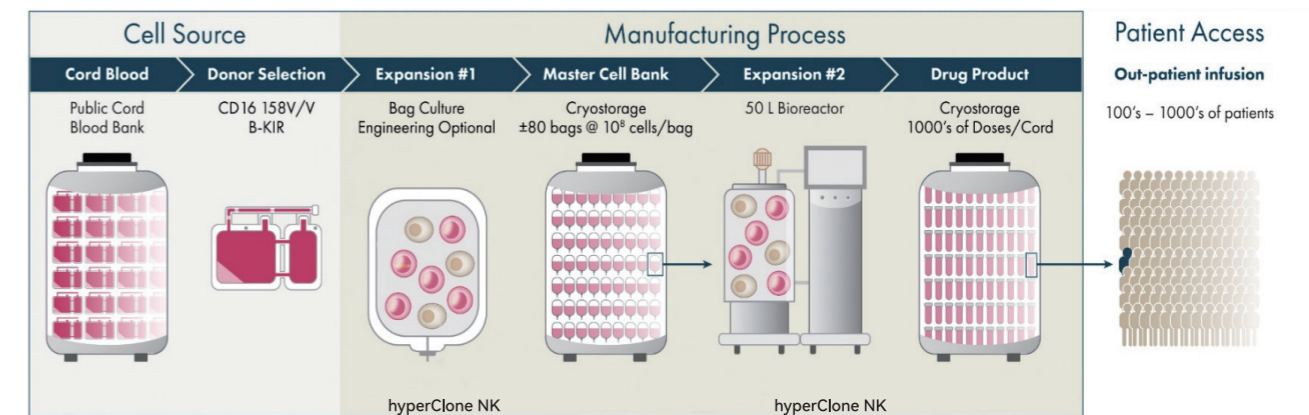 Cell Source
Manufacturing Process
Patient Access
Cord Blood
Donor Selection
Expansion #1
Master Cell Bank
Expansion #2
Drug Product
Out-patient infusion
Public Cord
Blood Bank
CD16 158V/V
B-KIR
Bag Culture
Engineering Optional
Cryostorage
±80 bags @ 10⁸ cells/bag
50 L Bioreactor
Cryostorage
1000's of Doses/Cord
100's – 1000's of patients
hyperClone NK
hyperClone NK